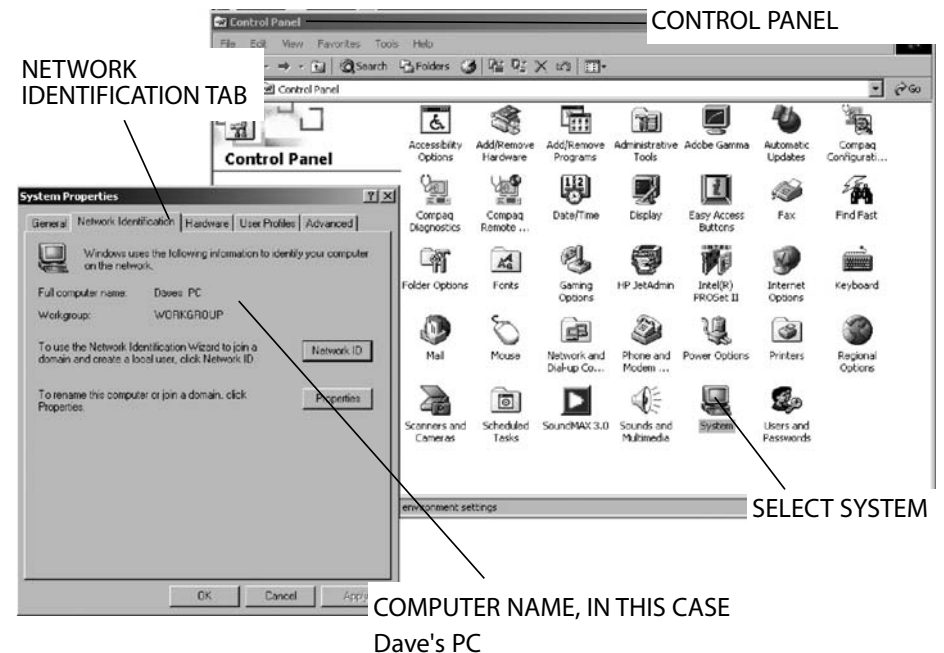 Control Panel
CONTROL PANEL
File Edit View Favorites Tools Help
Search Folders
Control Panel
Go
NETWORK
IDENTIFICATION TAB
Control Panel
Accessibility
Options
Add/Remove
Hardware
Add/Remove
Programs
Administrative
Tools
Adobe Gamma
Automatic
Updates
Compaq
Configurati...
Compaq
Diagnostics
Compaq
Remote ...
Date/Time
Display
Easy Access
Buttons
Fax
Find Fast
Folder Options
Fonts
Gaming
Options
HP JetAdmin
Intel(R)
PROSet II
Internet
Options
Keyboard
Mail
Mouse
Network and
Dial-up Co...
Phone and
Modem ...
Power Options
Printers
Regional
Options
Scanners and
Cameras
Scheduled
Tasks
SoundMAX 3.0
Sounds and
Multimedia
System
Users and
Passwords
environment settings
SELECT SYSTEM
System Properties
General Network Identification Hardware User Profiles Advanced
Windows uses the following information to identify your computer
on the network.
Full computer name: Daves PC
Workgroup: WORKGROUP
To use the Network Identification Wizard to join a
domain and create a local user, click Network ID.
Network ID
To rename this computer or join a domain, click
Properties.
Properties
OK Cancel Apply
COMPUTER NAME, IN THIS CASE
Dave's PC